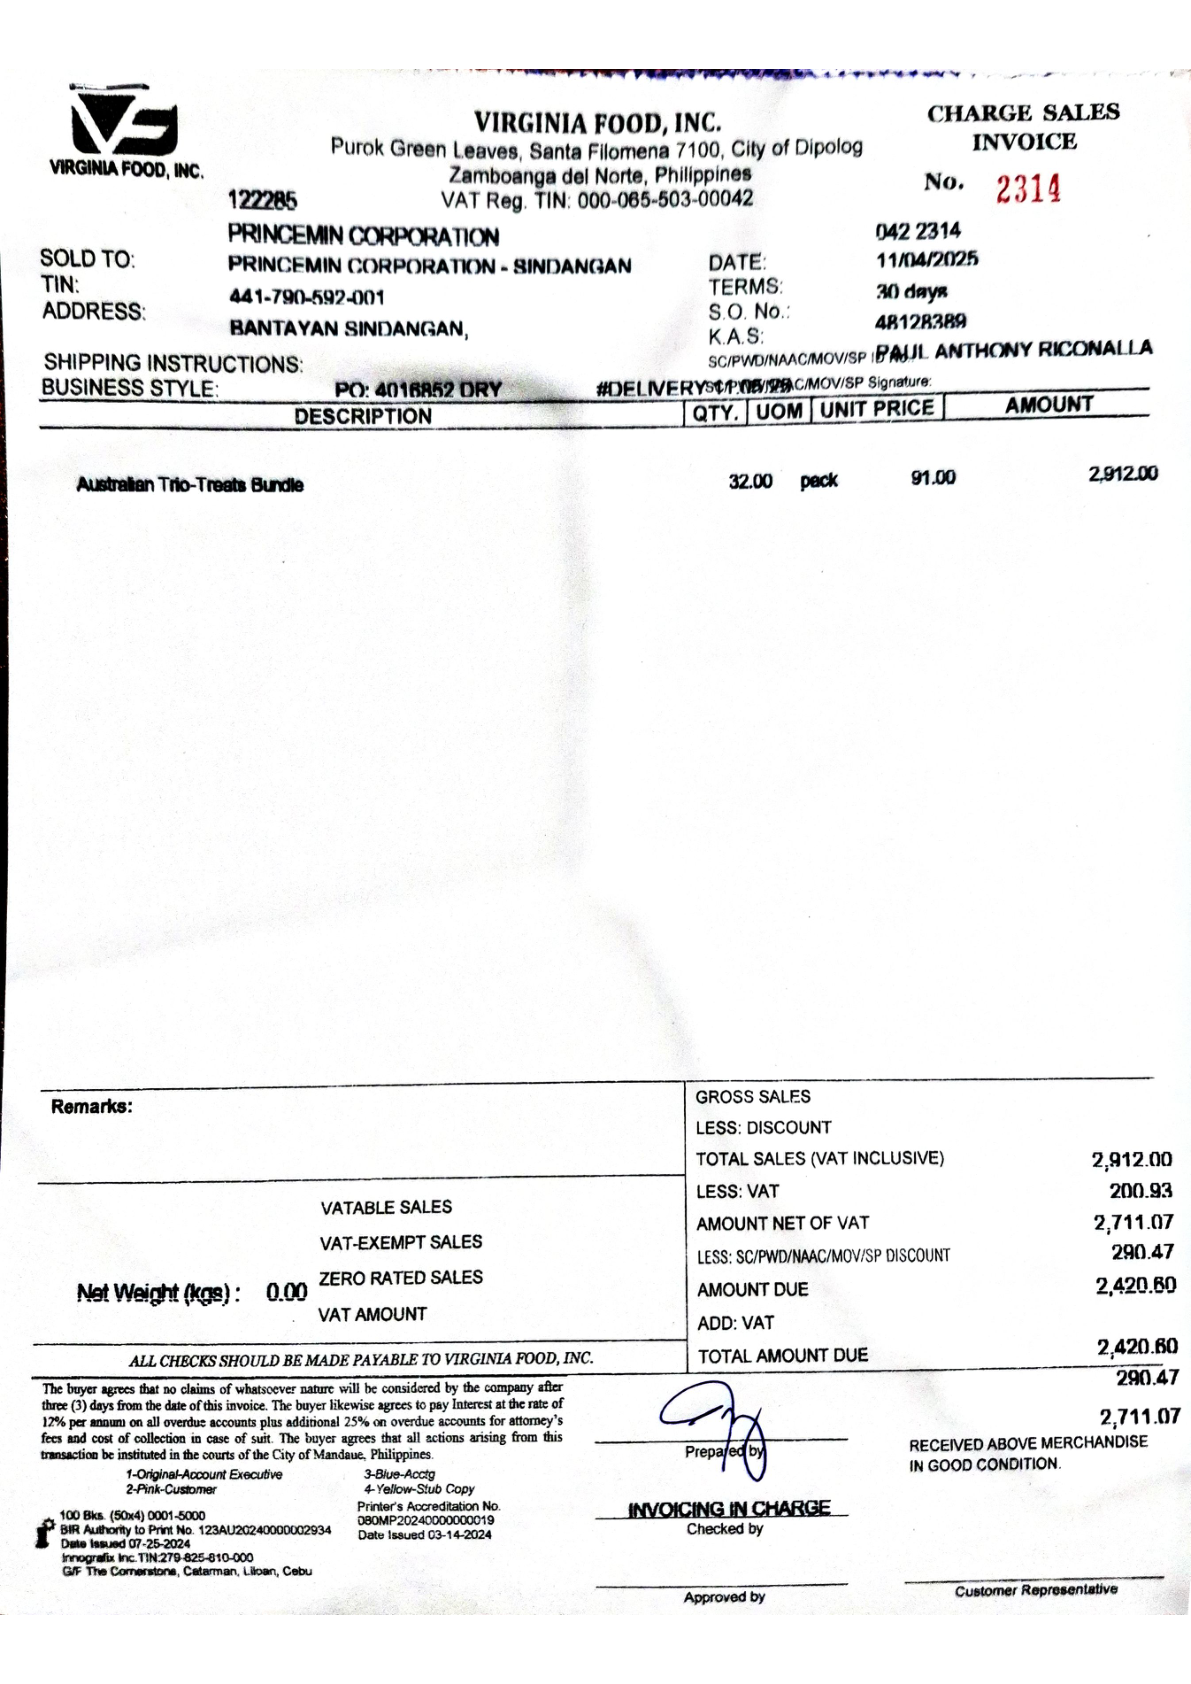 VIRGINIA FOOD, INC.
VIRGINIA FOOD, INC.
Purok Green Leaves, Santa Filomena 7100, City of Dipolog
Zamboanga del Norte, Philippines
VAT Reg. TIN: 000-065-503-00042
CHARGE SALES
INVOICE
No. 2314
122285
PRINCEMIN CORPORATION
SOLD TO: PRINCEMIN CORPORATION - SINDANGAN
TIN: 441-790-592-001
ADDRESS: BANTAYAN SINDANGAN,
042 2314
DATE: 11/04/2025
TERMS: 30 days
S.O. No.: 48128389
K.A.S: PAUL ANTHONY RICONALLA
SC/PWD/NAAC/MOV/SP
SHIPPING INSTRUCTIONS:
BUSINESS STYLE: PO: 4016852 DRY #DELIVERY MOV/SP Signature:
DESCRIPTION QTY. UOM UNIT PRICE AMOUNT
Australian Trio-Treats Bundle 32.00 pack 91.00 2,912.00
Remarks:
GROSS SALES
LESS: DISCOUNT
TOTAL SALES (VAT INCLUSIVE) 2,912.00
LESS: VAT 200.93
AMOUNT NET OF VAT 2,711.07
LESS: SC/PWD/NAAC/MOV/SP DISCOUNT 290.47
AMOUNT DUE 2,420.60
ADD: VAT
TOTAL AMOUNT DUE 2,420.60
290.47
2,711.07
VATABLE SALES
VAT-EXEMPT SALES
Net Weight (kgs) : 0.00 ZERO RATED SALES
VAT AMOUNT
ALL CHECKS SHOULD BE MADE PAYABLE TO VIRGINIA FOOD, INC.
The buyer agrees that no claims of whatsoever nature will be considered by the company after
three (3) days from the date of this invoice. The buyer likewise agrees to pay Interest at the rate of
12% per annum on all overdue accounts plus additional 25% on overdue accounts for attorney's
fees and cost of collection in case of suit. The buyer agrees that all actions arising from this
transaction be instituted in the courts of the City of Mandaue, Philippines.
1-Original-Account Executive 3-Blue-Acctg
2-Pink-Customer 4-Yellow-Stub Copy
100 Bks. (50x4) 0001-5000
BIR Authority to Print No. 123AU20240000002934
Date Issued 07-25-2024
Innografix Inc.TIN:279-825-610-000
G/F The Cornerstone, Catarman, Liloan, Cebu
Printer's Accreditation No.
080MP20240000000019
Date Issued 03-14-2024
Prepared by
INVOICING IN CHARGE
Checked by
Approved by
RECEIVED ABOVE MERCHANDISE
IN GOOD CONDITION.
Customer Representative